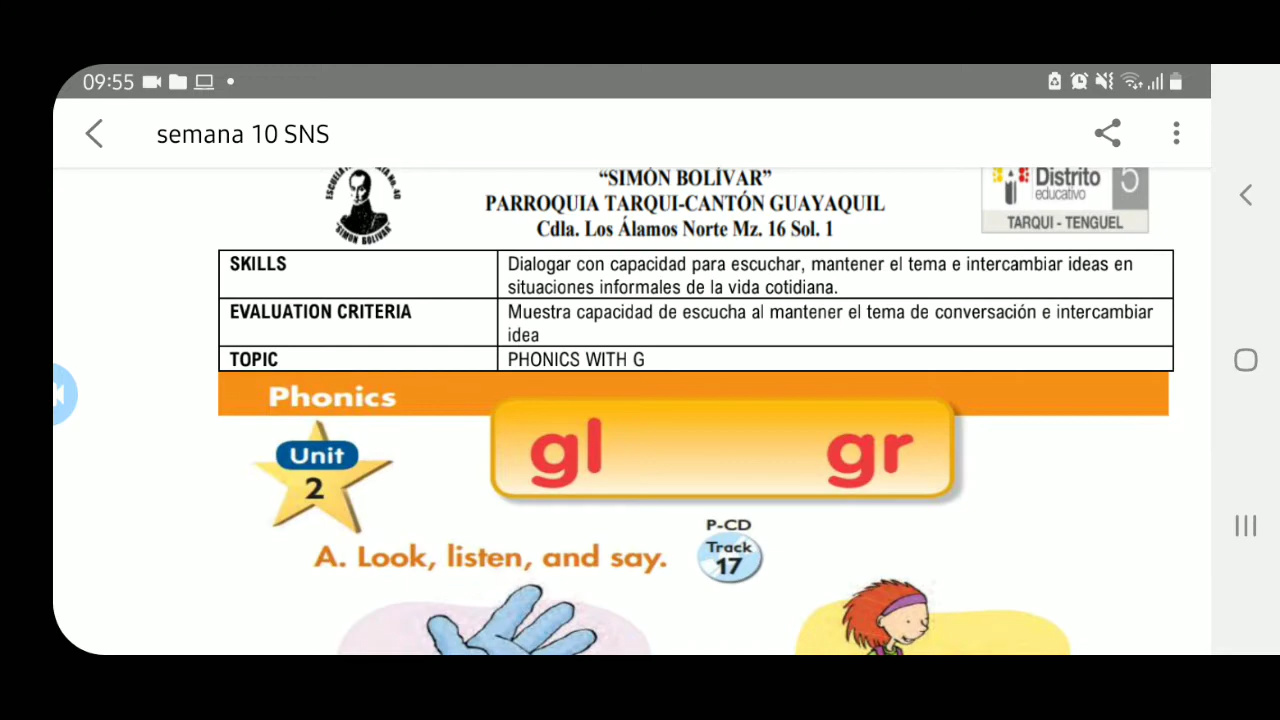 09:55
semana 10 SNS
"SIMÓN BOLÍVAR"
PARROQUIA TARQUI-CANTÓN GUAYAQUIL
Cdla. Los Álamos Norte Mz. 16 Sol. 1
"SIMON BOLIVAR"
Distrito 5
educativo
TARQUI - TENGUEL
SKILLS
Dialogar con capacidad para escuchar, mantener el tema e intercambiar ideas en
situaciones informales de la vida cotidiana.
EVALUATION CRITERIA
Muestra capacidad de escucha al mantener el tema de conversación e intercambiar
idea
TOPIC
PHONICS WITH G
Phonics
Unit
2
gl gr
A. Look, listen, and say.
P-CD
Track
17